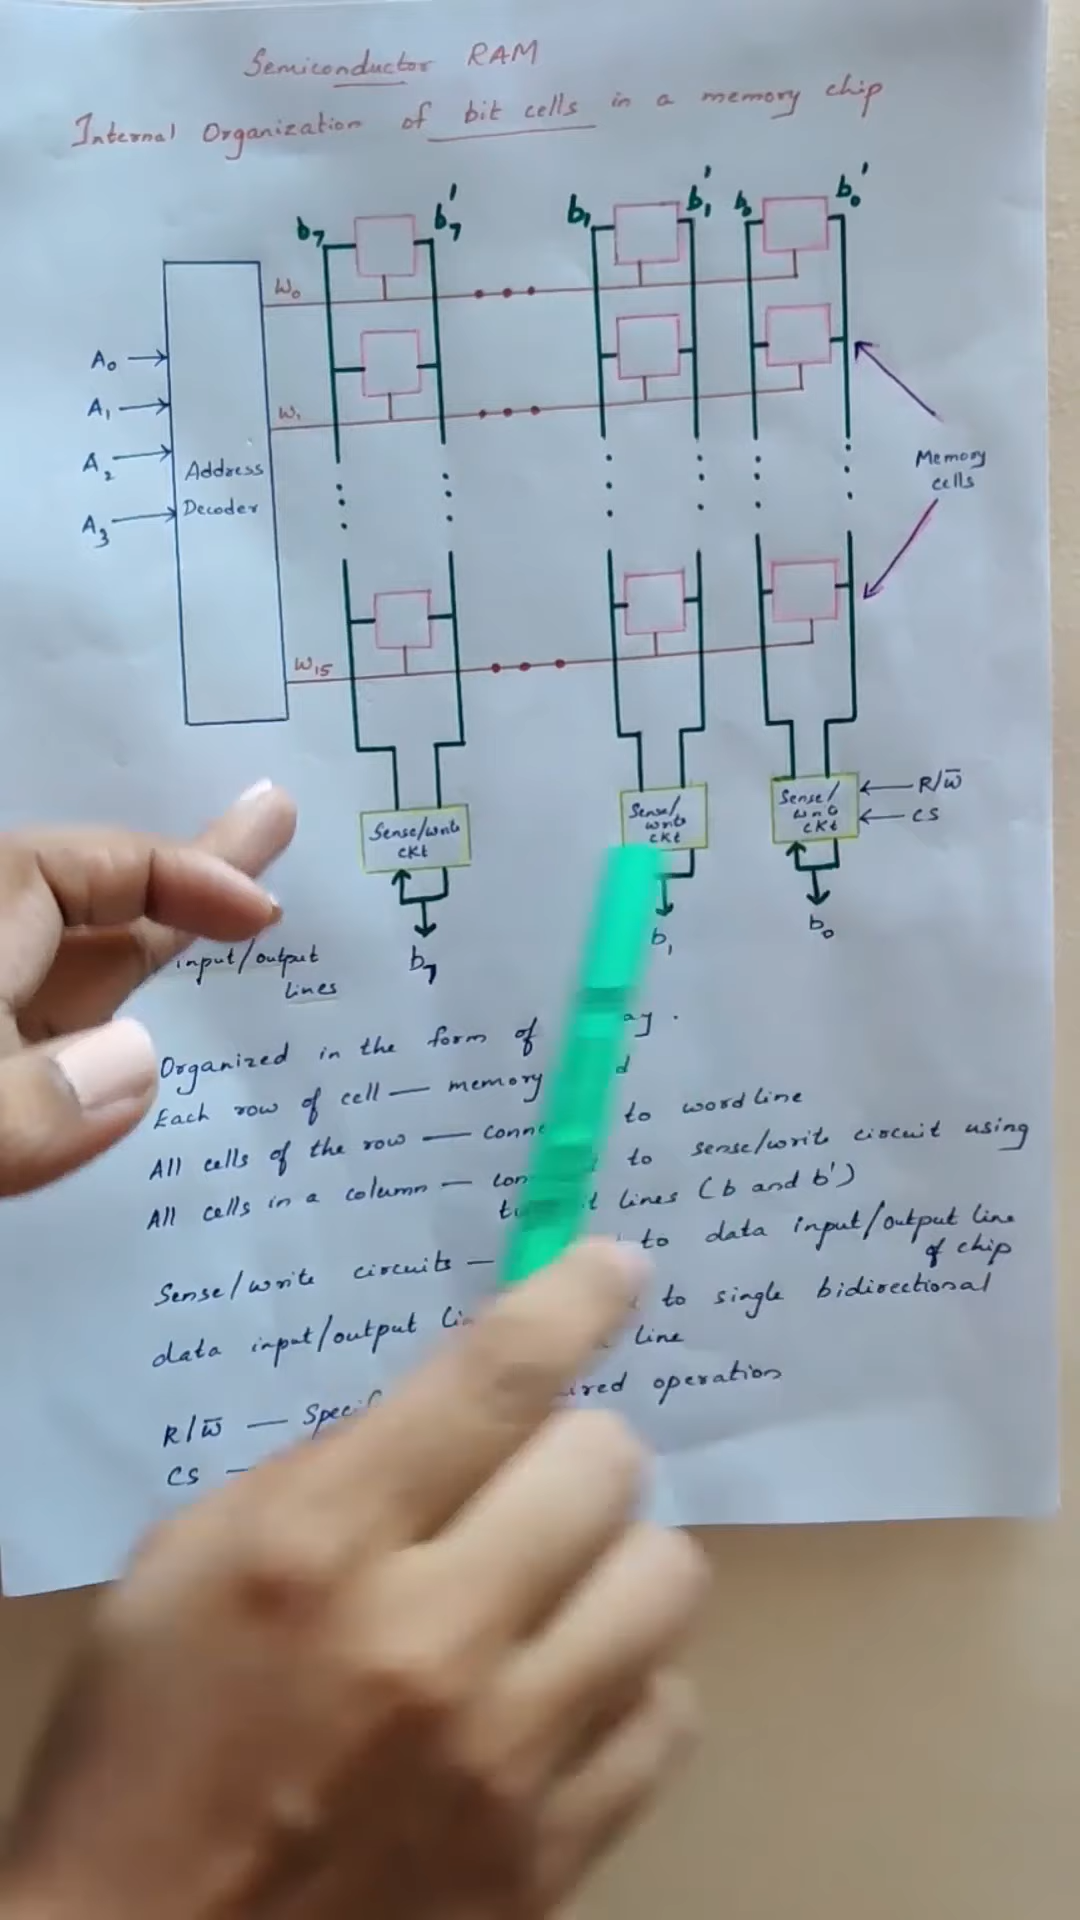 Semiconductor RAM
Internal Organization of bit cells in a memory chip
b7 b7' b1 b1' b0 b0'
W0
A0
A1
W1
A2
Address
Decoder
Memory
cells
A3
W15
Sense/write
ckt
Sense/
write
ckt
Sense/
write
ckt
R/W̅
CS
b7
b1
b0
input/output
lines
Organized in the form of
Each row of cell — memory
All cells of the row — to word line
All cells in a column — to sense/write circuit using
lines (b and b')
Sense/write circuits — to data input/output line
of chip
data input/output to single bidirectional
line
R/W̅ — operation
CS —